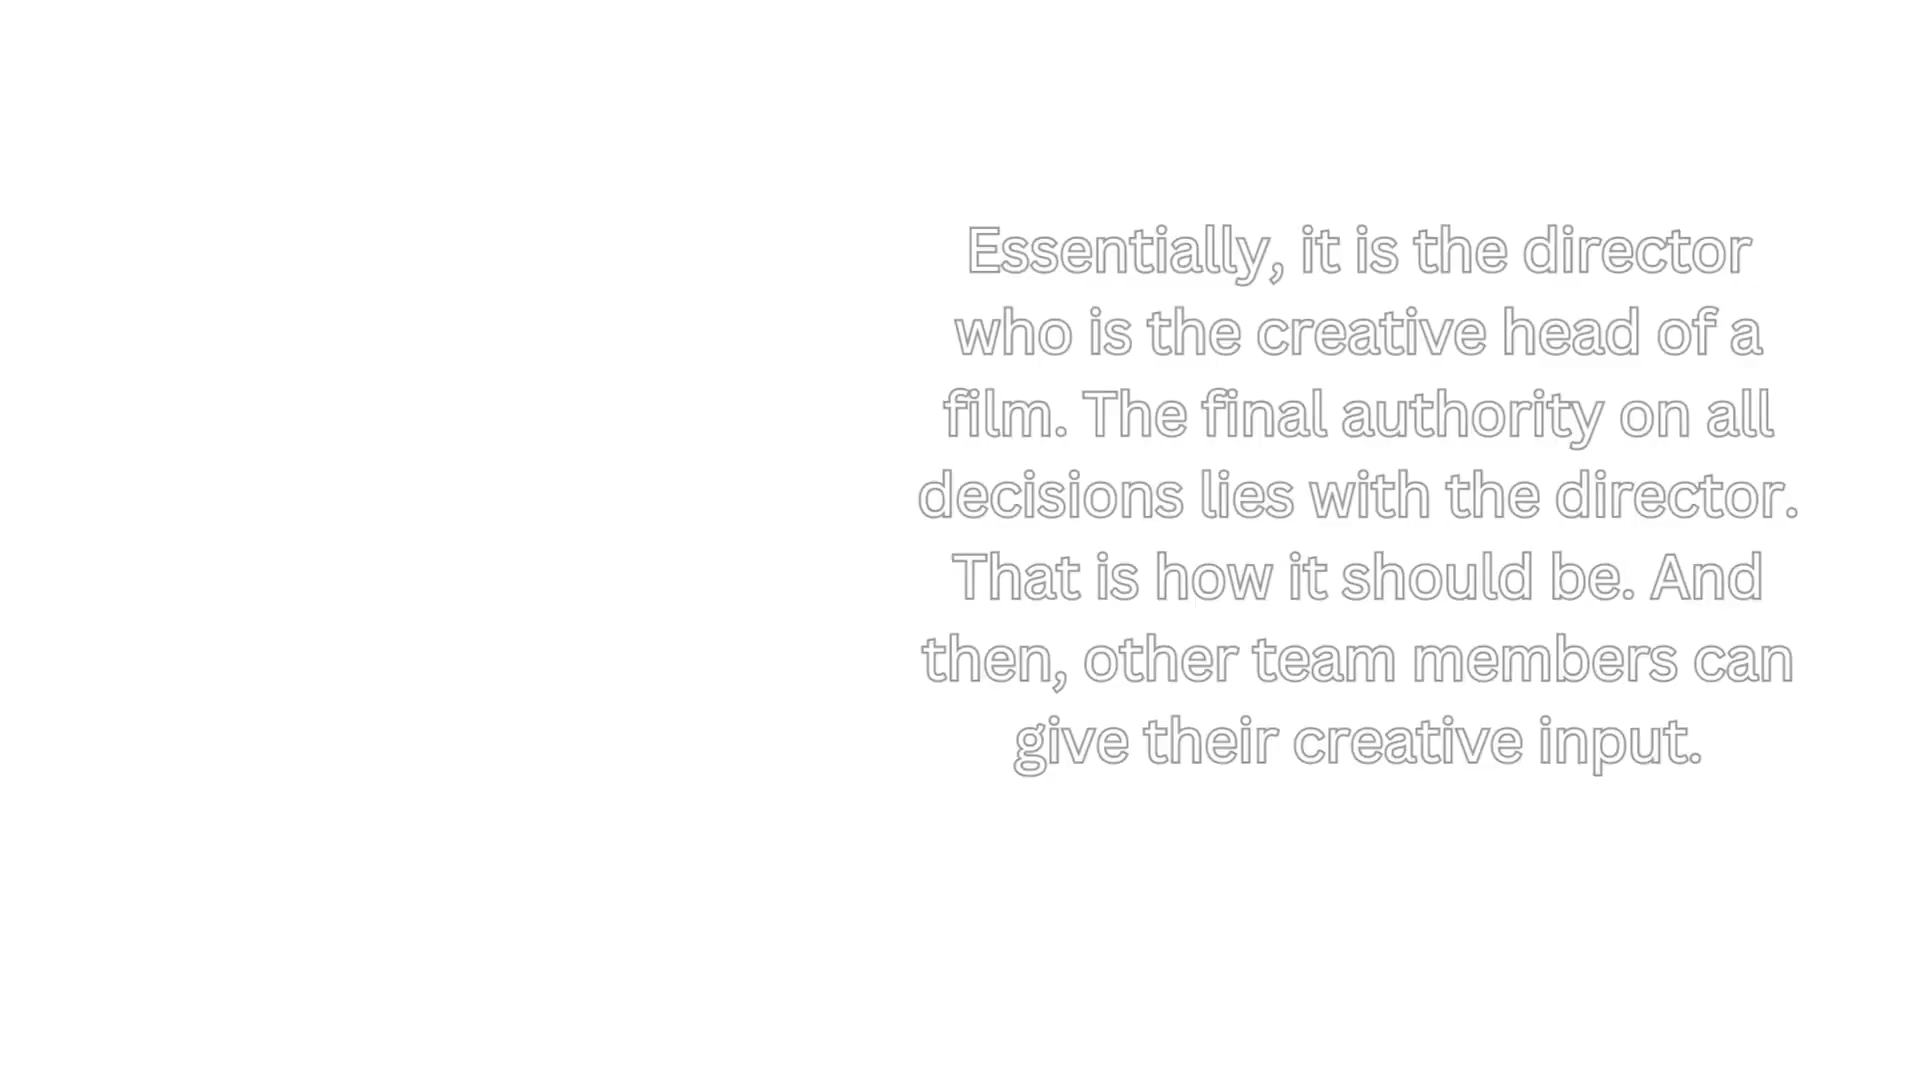 Essentially, it is the director
who is the creative head of a
film. The final authority on all
decisions lies with the director.
That is how it should be. And
then, other team members can
give their creative input.